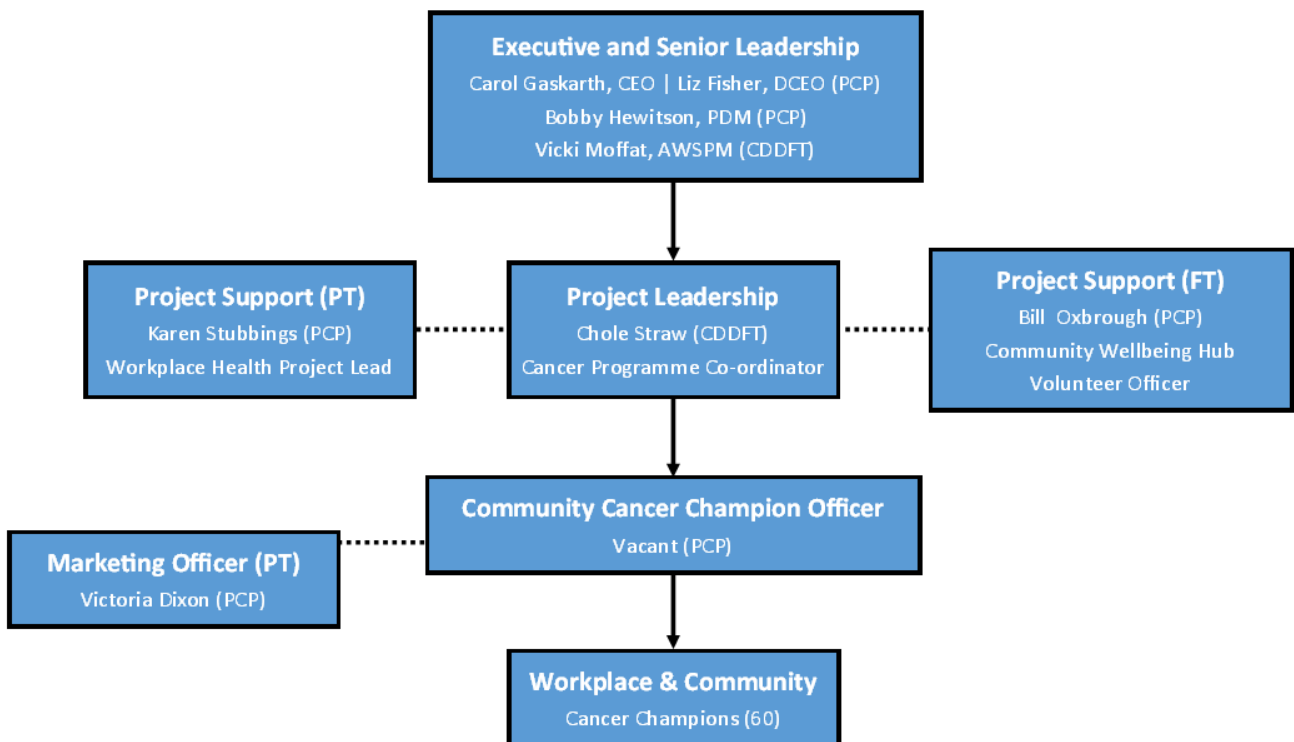 Executive and Senior Leadership
Carol Gaskarth, CEO | Liz Fisher, DCEO (PCP)
Bobby Hewitson, PDM (PCP)
Vicki Moffat, AWSPM (CDDFT)
Project Support (PT)
Karen Stubbings (PCP)
Workplace Health Project Lead
Project Leadership
Chole Straw (CDDFT)
Cancer Programme Co-ordinator
Project Support (FT)
Bill Oxbrough (PCP)
Community Wellbeing Hub
Volunteer Officer
Community Cancer Champion Officer
Vacant (PCP)
Marketing Officer (PT)
Victoria Dixon (PCP)
Workplace & Community
Cancer Champions (60)